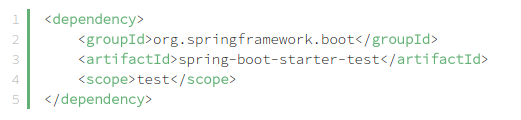 1 <dependency>
2     <groupId>org.springframework.boot</groupId>
3     <artifactId>spring-boot-starter-test</artifactId>
4     <scope>test</scope>
5 </dependency>